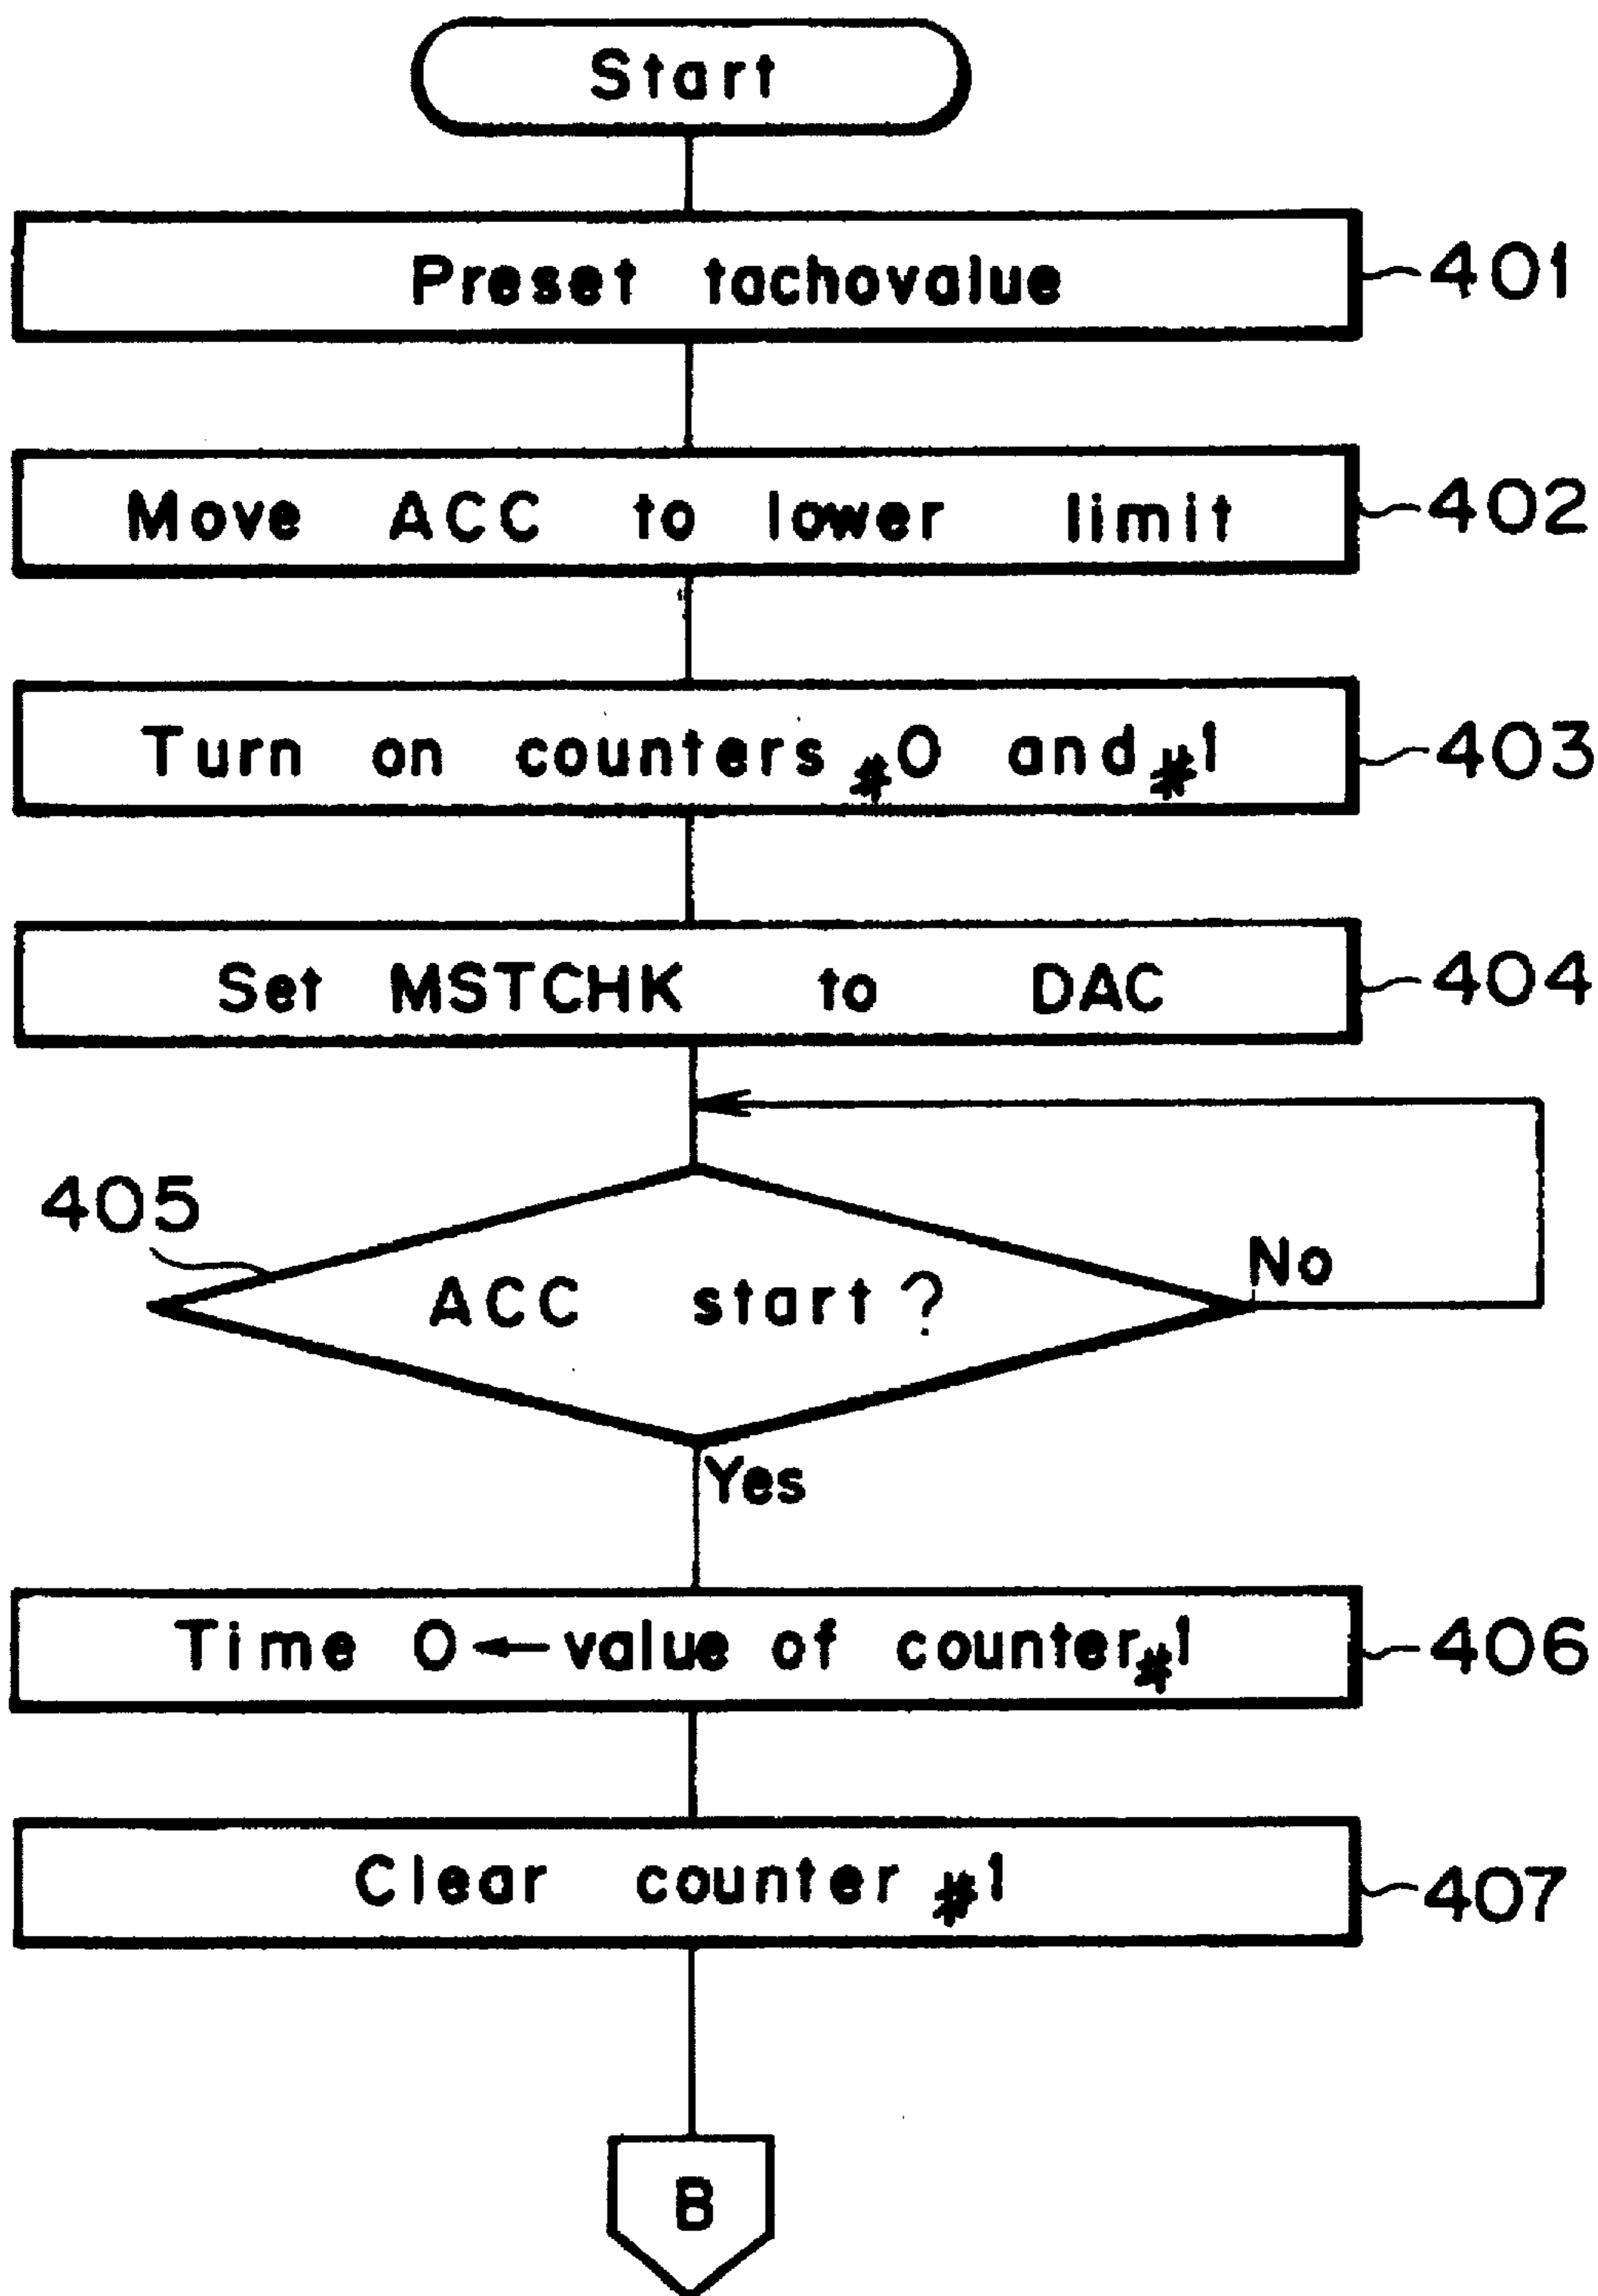 Start
Preset tachovalue
401
Move ACC to lower limit
402
Turn on counters #0 and #1
403
Set MSTCHK to DAC
404
405
ACC start?
No
Yes
Time 0←value of counter#1
406
Clear counter #1
407
B